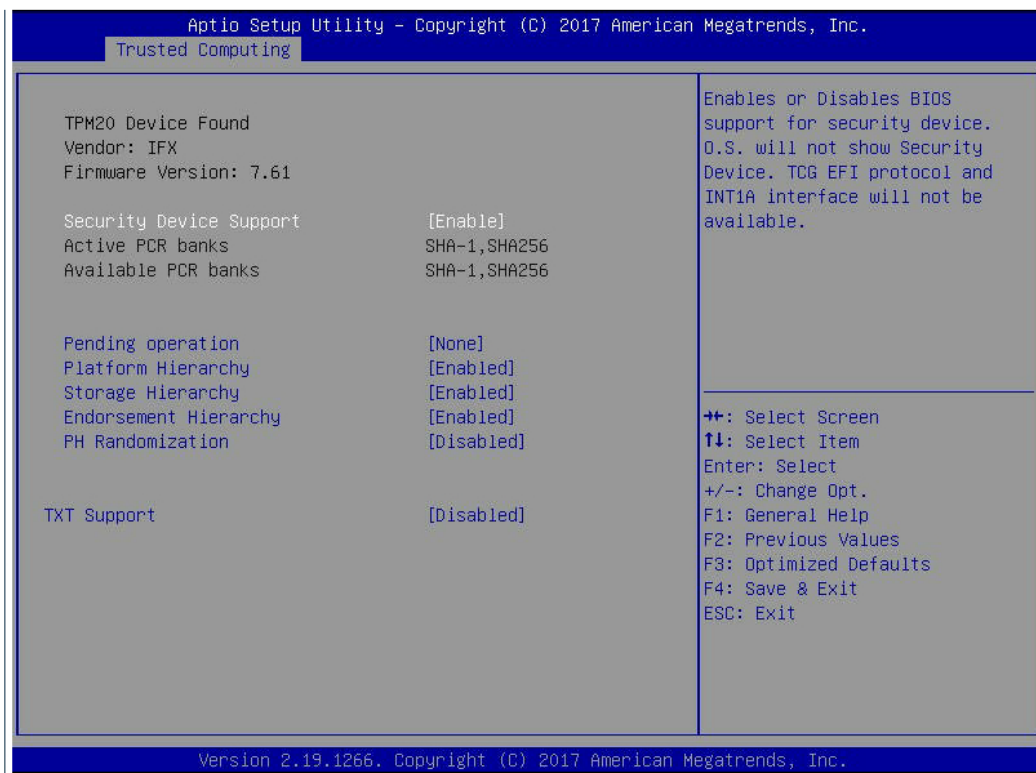 Aptio Setup Utility – Copyright (C) 2017 American Megatrends, Inc.
Trusted Computing
TPM20 Device Found
Vendor: IFX
Firmware Version: 7.61
Security Device Support [Enable]
Active PCR banks SHA-1,SHA256
Available PCR banks SHA-1,SHA256
Pending operation [None]
Platform Hierarchy [Enabled]
Storage Hierarchy [Enabled]
Endorsement Hierarchy [Enabled]
PH Randomization [Disabled]
TXT Support [Disabled]
Enables or Disables BIOS
support for security device.
O.S. will not show Security
Device. TCG EFI protocol and
INT1A interface will not be
available.
→←: Select Screen
↑↓: Select Item
Enter: Select
+/-: Change Opt.
F1: General Help
F2: Previous Values
F3: Optimized Defaults
F4: Save & Exit
ESC: Exit
Version 2.19.1266. Copyright (C) 2017 American Megatrends, Inc.